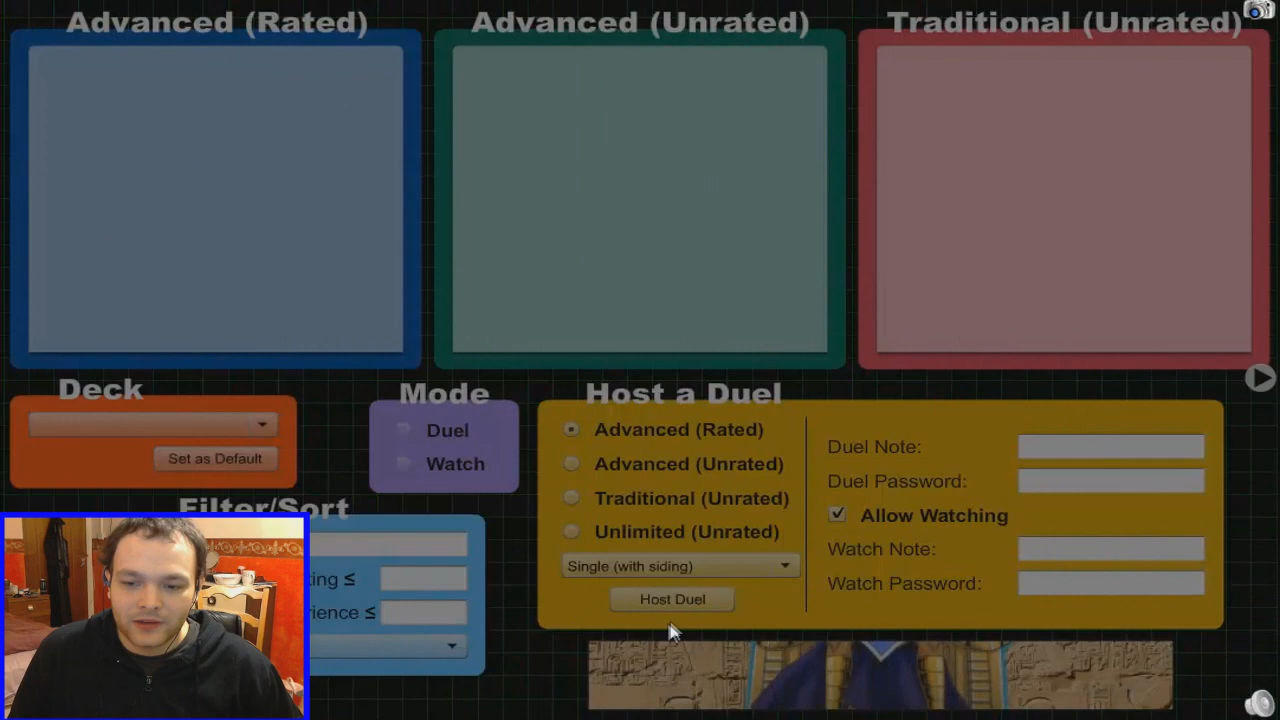 Advanced (Rated)
Advanced (Unrated)
Traditional (Unrated)
Deck
Set as Default
Mode
Duel
Watch
Host a Duel
Advanced (Rated)
Advanced (Unrated)
Traditional (Unrated)
Unlimited (Unrated)
Single (with siding)
Host Duel
Duel Note:
Duel Password:
Allow Watching
Watch Note:
Watch Password:
Filter/Sort
≤
≤